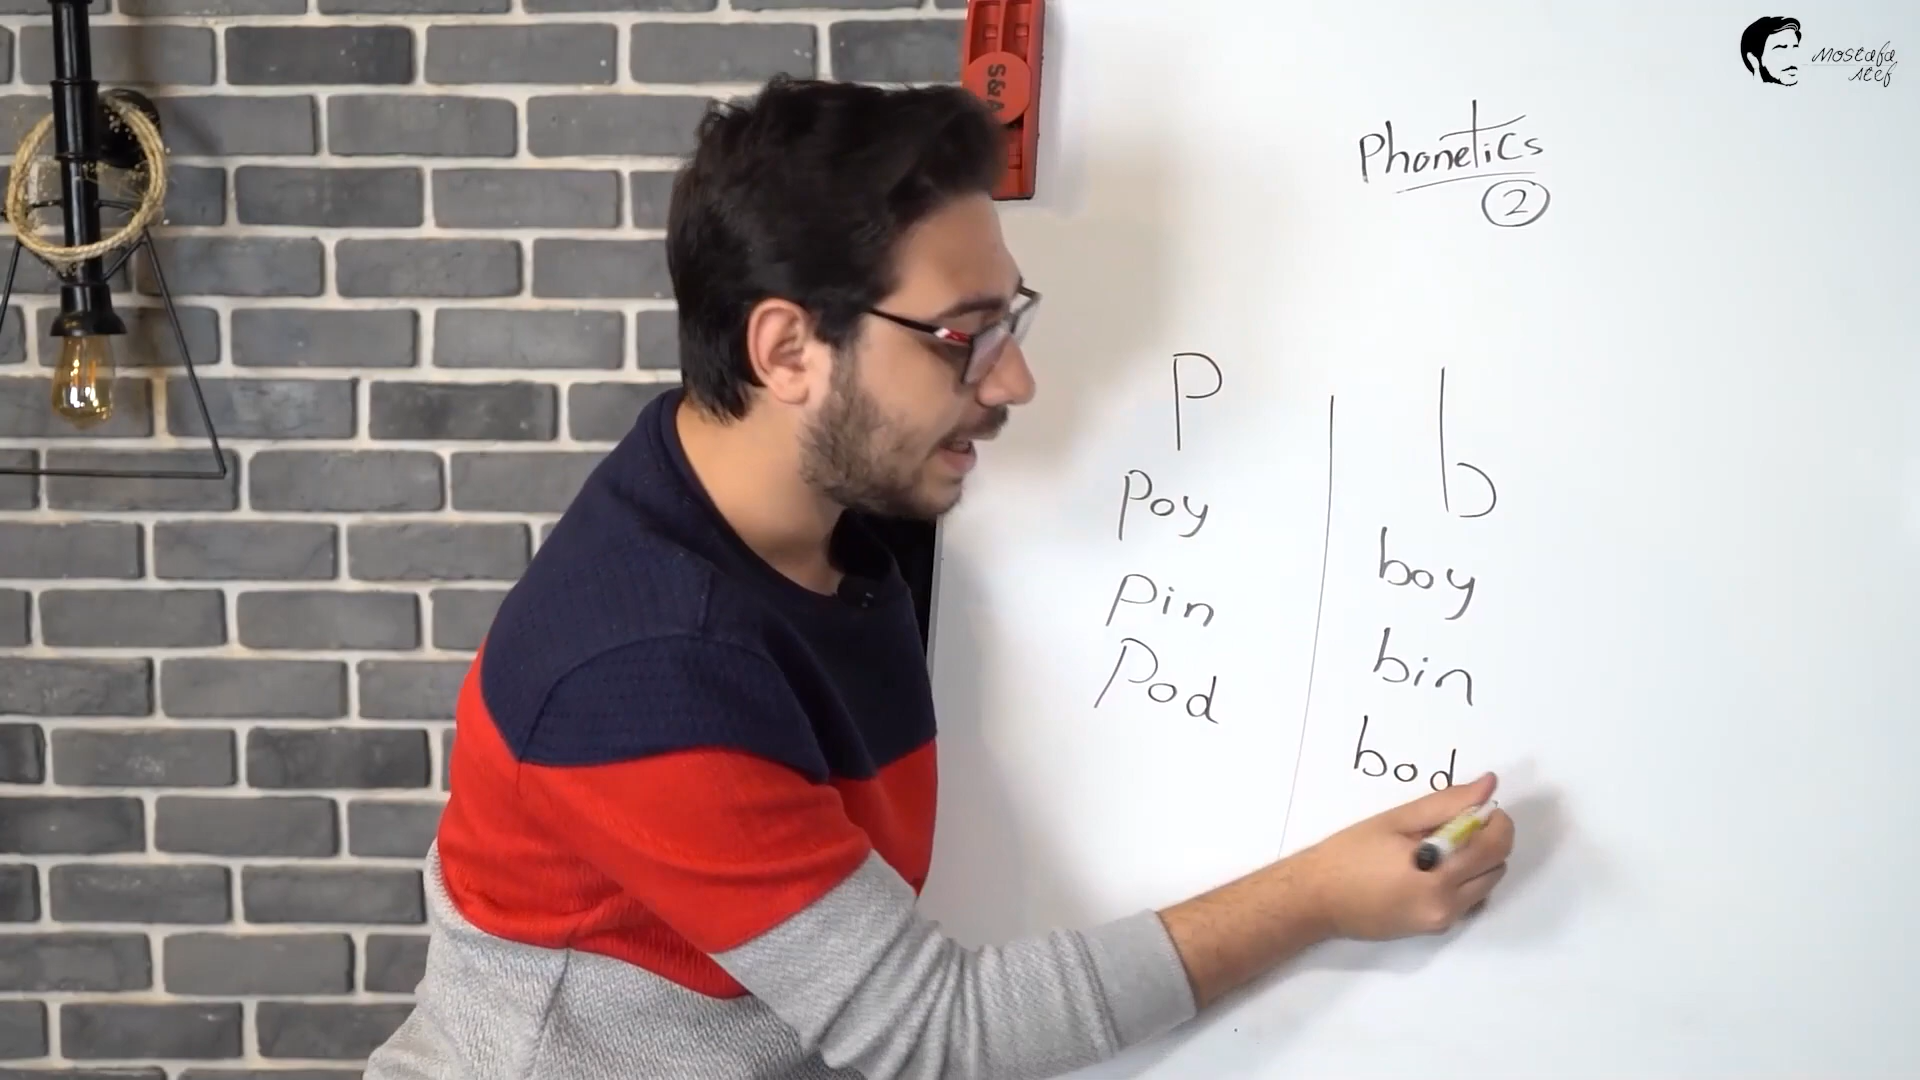 Mostafa
Atef
S&A
Phonetics
2
P
b
poy
boy
pin
bin
Pod
bod